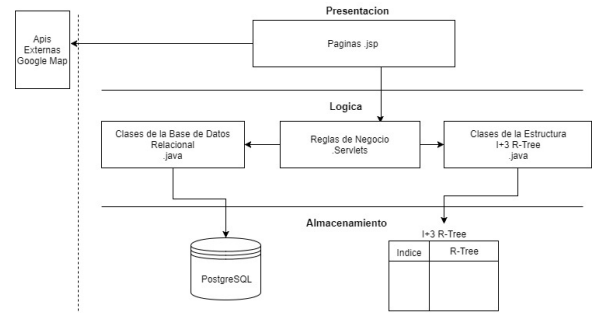 Presentacion
Apis
Externas
Google Map
Paginas .jsp
Logica
Clases de la Base de Datos
Relacional
.java
Reglas de Negocio
.Servlets
Clases de la Estructura
I+3 R-Tree
.java
Almacenamiento
PostgreSQL
I+3 R-Tree
Indice
R-Tree